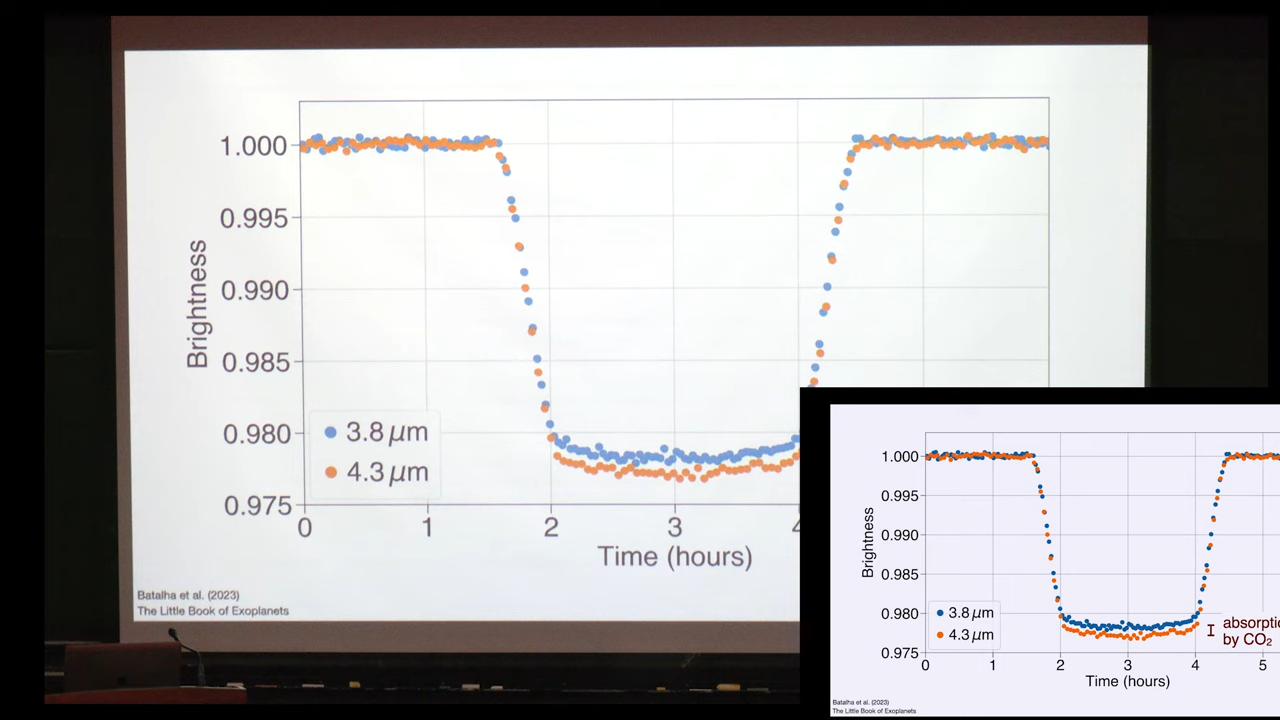 1.000
0.995
0.990
0.985
0.980
0.975
Brightness
3.8 μm
4.3 μm
0 1 2 3 4
Time (hours)
Batalha et al. (2023)
The Little Book of Exoplanets
1.000
0.995
0.990
0.985
0.980
0.975
Brightness
3.8 μm
4.3 μm
absorpti
by CO₂
0 1 2 3 4 5
Time (hours)
Batalha et al. (2023)
The Little Book of Exoplanets